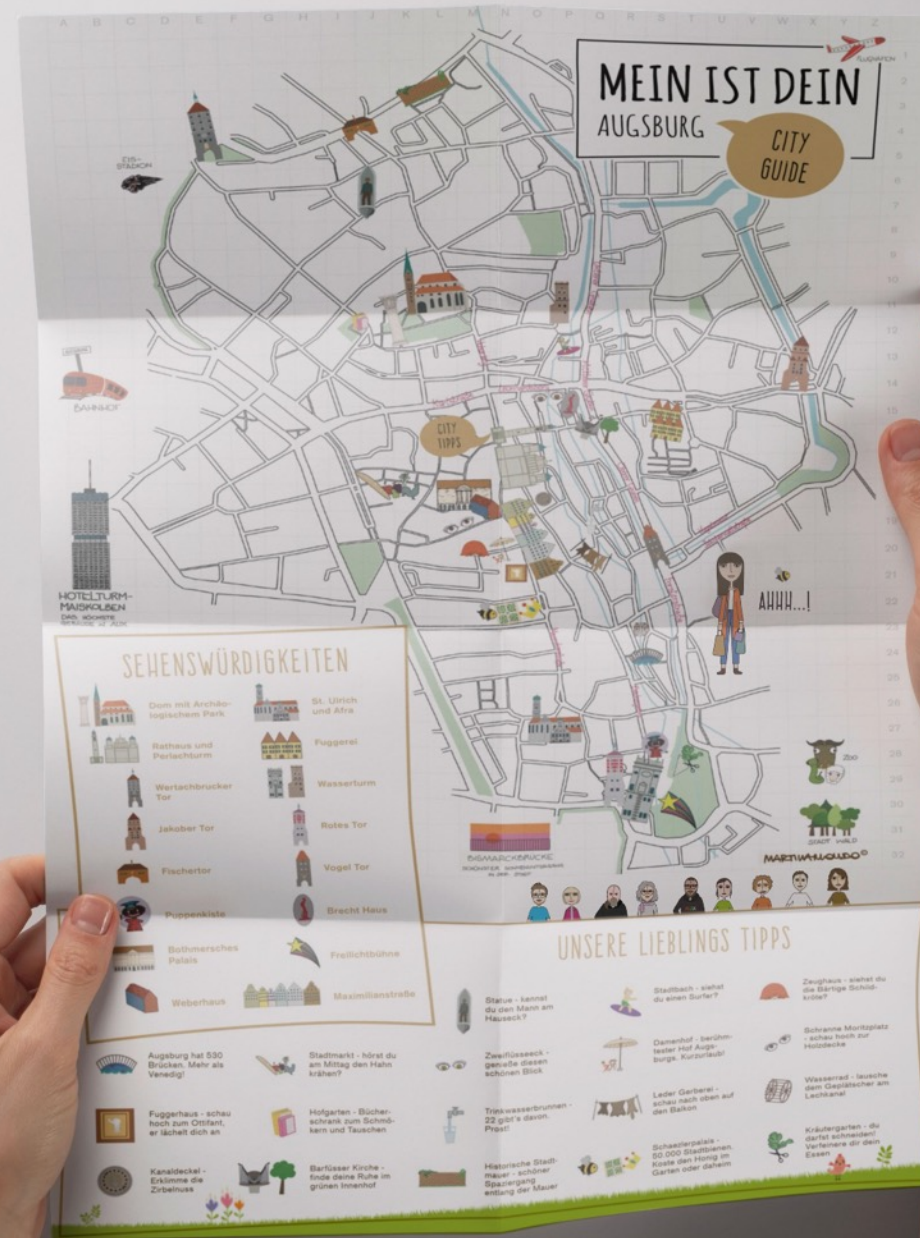 A B C D E F G H I J K L M N O P Q R S T U V W X Y Z
FLUGHAFEN
MEIN IST DEIN
AUGSBURG
CITY
GUIDE
EIS-
STADION
BAHNHOF
CITY
TIPPS
HOTELTURM-
MAISKOLBEN
AHHH...!
SEHENSWÜRDIGKEITEN
Dom mit Archäo-
logischem Park
St. Ulrich
und Afra
Rathaus und
Perlachturm
Fuggerei
Wertachbrucker
Tor
Wasserturm
Jakober Tor
Rotes Tor
Fischertor
Vogel Tor
Puppenkiste
Brecht Haus
Bothmersches
Palais
Freilichtbühne
Weberhaus
Maximilianstraße
ZOO
STADT WALD
BISMARCKBRÜCKE
IN DER STADT
UNSERE LIEBLINGS TIPPS
Statue - kennst
du den Mann am
Hauseck?
Stadtbach - siehst
du einen Surfer?
Zeughaus - siehst du
die Bärtige Schild-
kröte?
Augsburg hat 530
Brücken. Mehr als
Venedig!
Stadtmarkt - hörst du
am Mittag den Hahn
krähen?
Zweiflüsseeck -
genieße diesen
schönen Blick
Damenhof - berühm-
tester Hof Augs-
burgs. Kurzurlaub!
Schranne Moritzplatz
- schau hoch zur
Holzdecke
Fuggerhaus - schau
hoch zum Ottifant,
er lächelt dich an
Hofgarten - Bücher-
schrank zum Schmö-
kern und Tauschen
Trinkwasserbrunnen -
22 gibt's davon.
Prost!
Leder Gerberei -
schau nach oben auf
den Balkon
Wasserrad - lausche
dem Geplätscher am
Lechkanal
Kanaldeckel -
Erklimme die
Zirbelnuss
Barfüsser Kirche -
finde deine Ruhe im
grünen Innenhof
Historische Stadt-
mauer - schöner
Spaziergang
entlang der Mauer
Schaezlerpalais -
50.000 Stadtbienen.
Koste den Honig im
Garten oder daheim
Kräutergarten - du
darfst schneiden!
Verfeinere dir dein
Essen